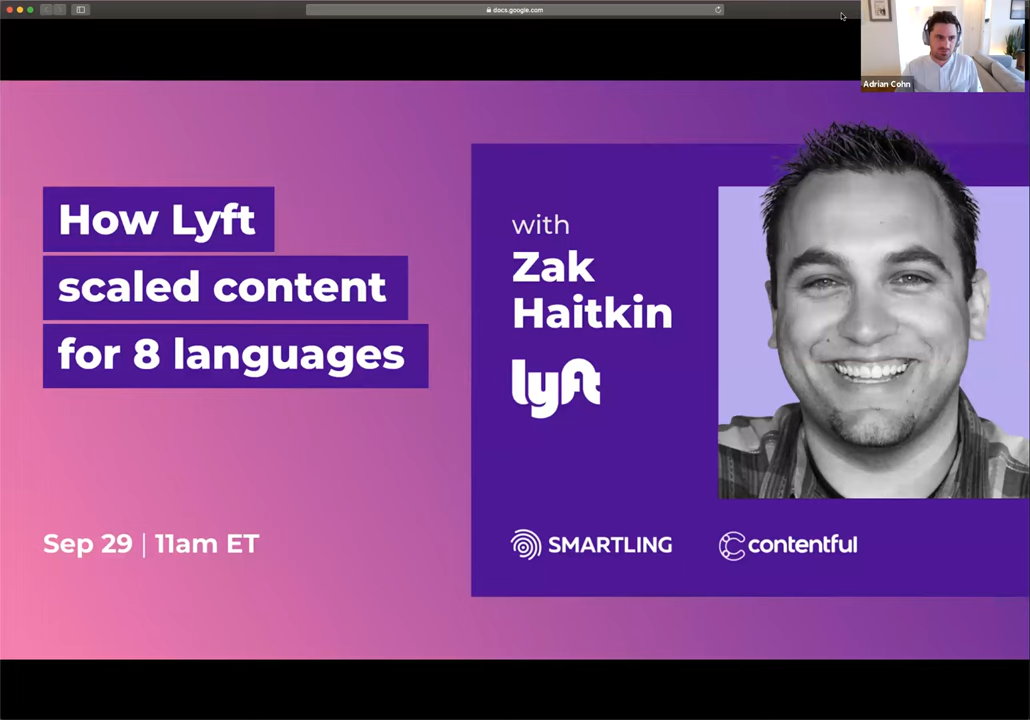 docs.google.com
Adrian Cohn
How Lyft
scaled content
for 8 languages
with
Zak
Haitkin
lyft
Sep 29 | 11am ET
SMARTLING
contentful